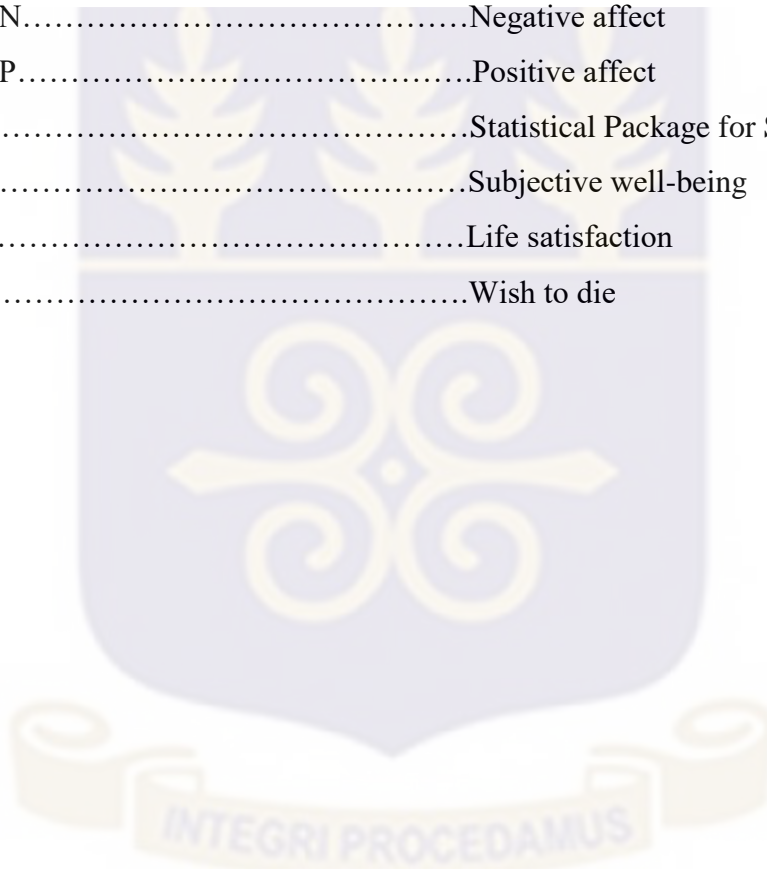 N…………………………………………Negative affect
P………………………………………..Positive affect
…………………………………………Statistical Package for
…………………………………………Subjective well-being
…………………………………………Life satisfaction
………………………………………….Wish to die
INTEGRI PROCEDAMUS